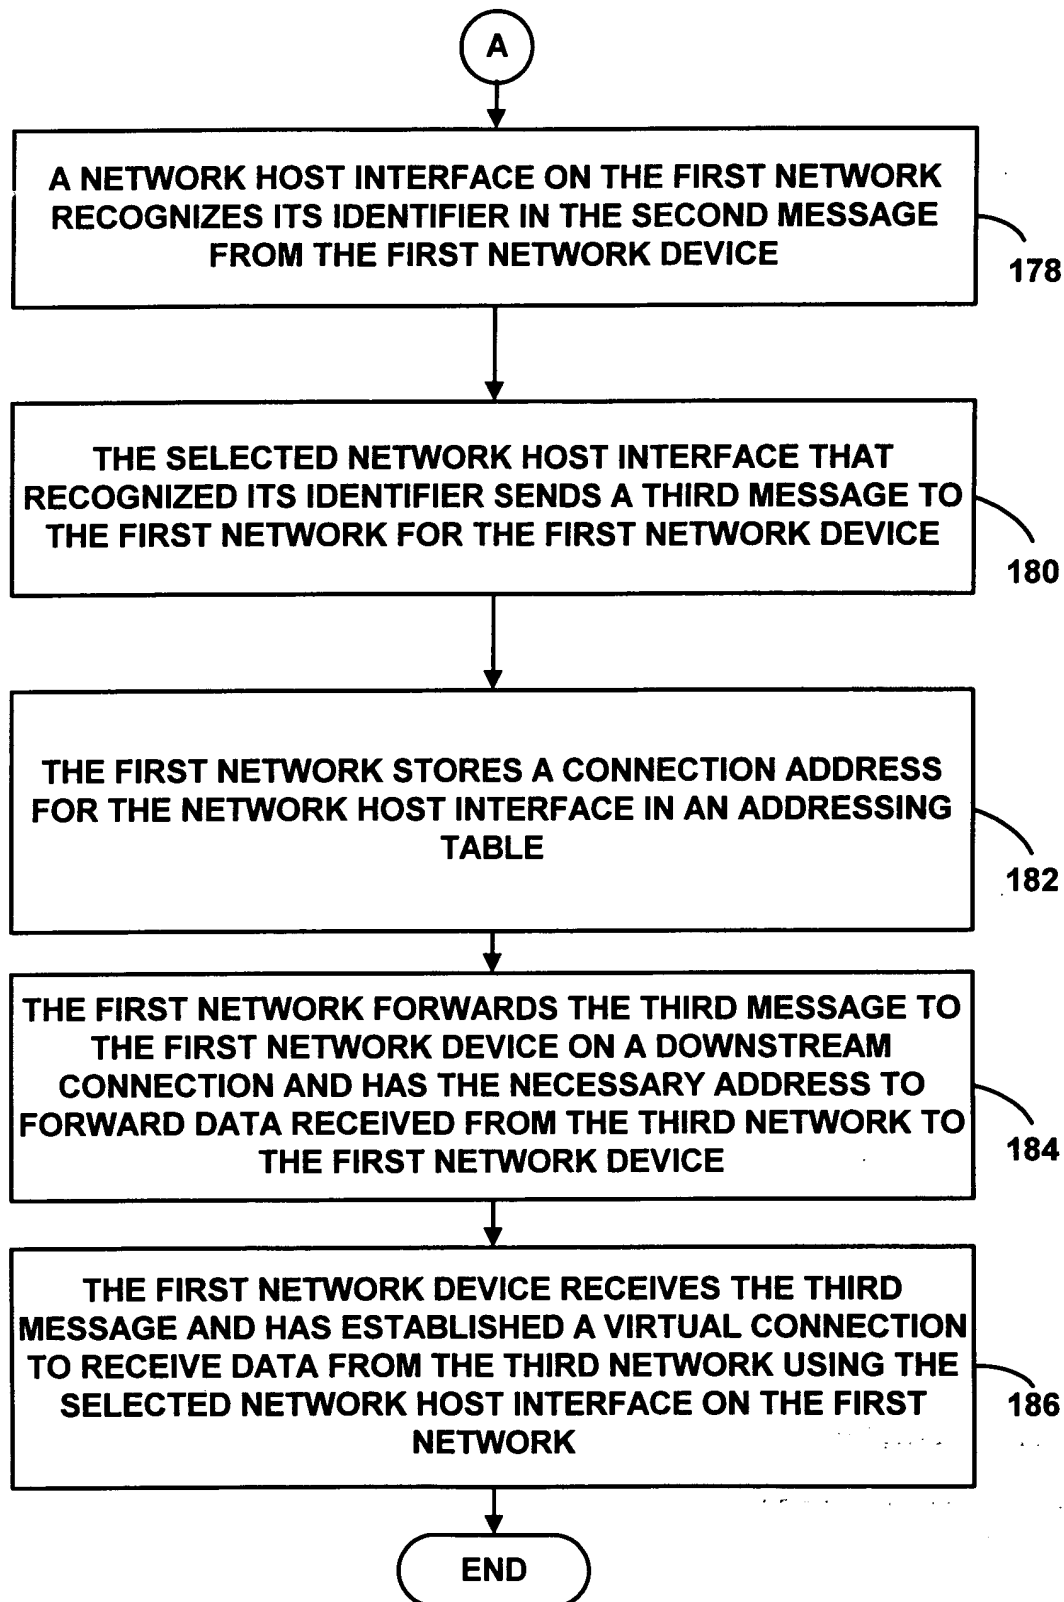 A
A NETWORK HOST INTERFACE ON THE FIRST NETWORK
RECOGNIZES ITS IDENTIFIER IN THE SECOND MESSAGE
FROM THE FIRST NETWORK DEVICE
178
THE SELECTED NETWORK HOST INTERFACE THAT
RECOGNIZED ITS IDENTIFIER SENDS A THIRD MESSAGE TO
THE FIRST NETWORK FOR THE FIRST NETWORK DEVICE
180
THE FIRST NETWORK STORES A CONNECTION ADDRESS
FOR THE NETWORK HOST INTERFACE IN AN ADDRESSING
TABLE
182
THE FIRST NETWORK FORWARDS THE THIRD MESSAGE TO
THE FIRST NETWORK DEVICE ON A DOWNSTREAM
CONNECTION AND HAS THE NECESSARY ADDRESS TO
FORWARD DATA RECEIVED FROM THE THIRD NETWORK TO
THE FIRST NETWORK DEVICE
184
THE FIRST NETWORK DEVICE RECEIVES THE THIRD
MESSAGE AND HAS ESTABLISHED A VIRTUAL CONNECTION
TO RECEIVE DATA FROM THE THIRD NETWORK USING THE
SELECTED NETWORK HOST INTERFACE ON THE FIRST
NETWORK
186
END